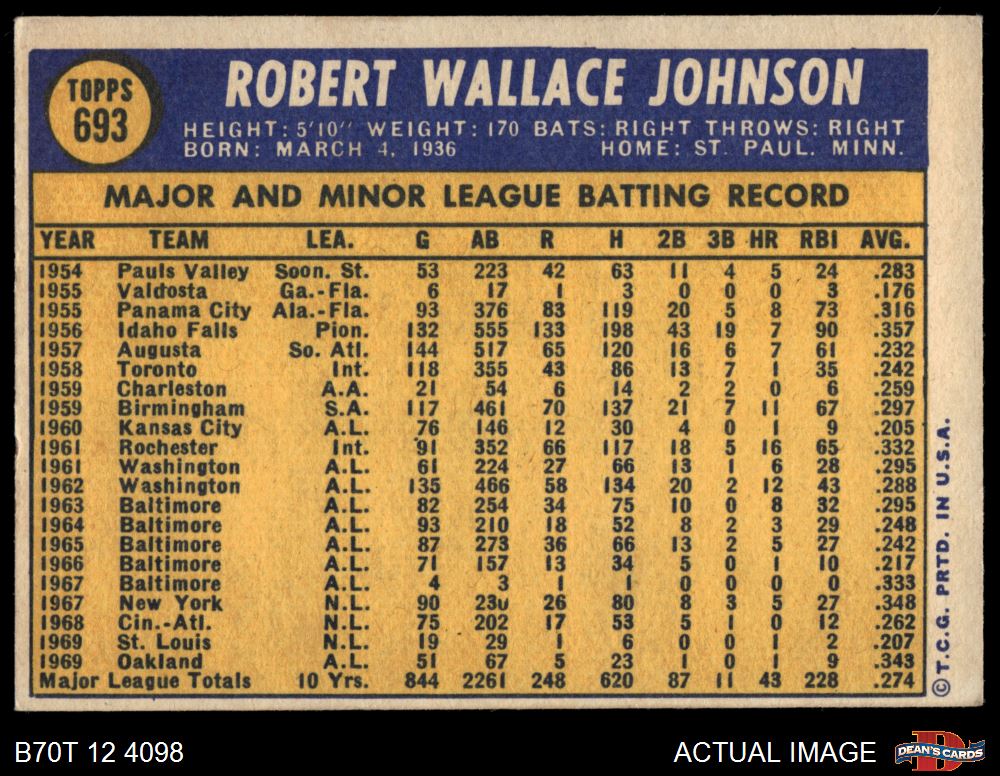 TOPPS
693
ROBERT WALLACE JOHNSON
HEIGHT: 5'10" WEIGHT: 170 BATS: RIGHT THROWS: RIGHT
BORN: MARCH 4, 1936 HOME: ST. PAUL. MINN.
MAJOR AND MINOR LEAGUE BATTING RECORD
YEAR TEAM LEA. G AB R H 2B 3B HR RBI AVG.
1954 Pauls Valley Soon. St. 53 223 42 63 11 4 5 24 .283
1955 Valdosta Ga.-Fla. 6 17 1 3 0 0 0 3 .176
1955 Panama City Ala.-Fla. 93 376 83 119 20 5 8 73 .316
1956 Idaho Falls Pion. 132 555 133 198 43 19 7 90 .357
1957 Augusta So. Atl. 144 517 65 120 16 6 7 61 .232
1958 Toronto Int. 118 355 43 86 13 7 1 35 .242
1959 Charleston A.A. 21 54 6 14 2 2 0 6 .259
1959 Birmingham S.A. 117 461 70 137 21 7 11 67 .297
1960 Kansas City A.L. 76 146 12 30 4 0 1 9 .205
1961 Rochester Int. 91 352 66 117 18 5 16 65 .332
1961 Washington A.L. 61 224 27 66 13 1 6 28 .295
1962 Washington A.L. 135 466 58 134 20 2 12 43 .288
1963 Baltimore A.L. 82 254 34 75 10 0 8 32 .295
1964 Baltimore A.L. 93 210 18 52 8 2 3 29 .248
1965 Baltimore A.L. 87 273 36 66 13 2 5 27 .242
1966 Baltimore A.L. 71 157 13 34 5 0 1 10 .217
1967 Baltimore A.L. 4 3 1 1 0 0 0 0 .333
1967 New York N.L. 90 230 26 80 8 3 5 27 .348
1968 Cin.-Atl. N.L. 75 202 17 53 5 1 0 12 .262
1969 St. Louis N.L. 19 29 1 6 0 0 1 2 .207
1969 Oakland A.L. 51 67 5 23 1 0 1 9 .343
Major League Totals 10 Yrs. 844 2261 248 620 87 11 43 228 .274
©T.C.G. PRTD. IN U.S.A.
B70T 12 4098 ACTUAL IMAGE DEAN'S CARDS